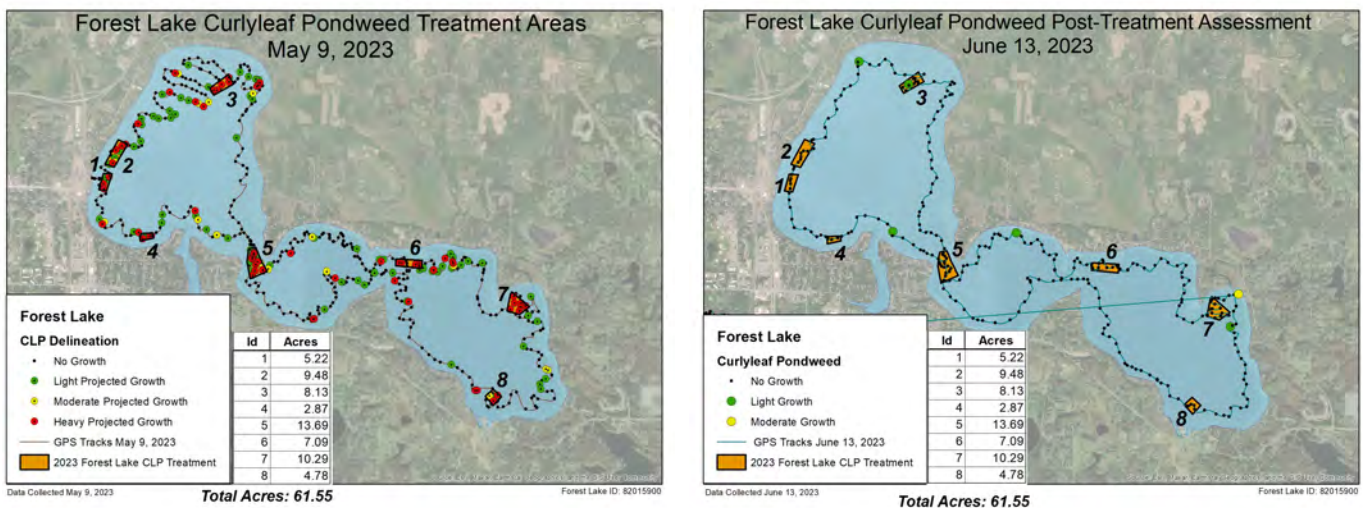 Forest Lake Curlyleaf Pondweed Treatment Areas
May 9, 2023
3
1
2
4
5
6
7
8
Forest Lake
CLP Delineation
No Growth
Light Projected Growth
Moderate Projected Growth
Heavy Projected Growth
GPS Tracks May 9, 2023
2023 Forest Lake CLP Treatment
Id Acres
1 5.22
2 9.48
3 8.13
4 2.87
5 13.69
6 7.09
7 10.29
8 4.78
Data Collected May 9, 2023
Total Acres: 61.55
Forest Lake ID: 82015900
Forest Lake Curlyleaf Pondweed Post-Treatment Assessment
June 13, 2023
3
2
1
4
5
6
7
8
Forest Lake
Curlyleaf Pondweed
No Growth
Light Growth
Moderate Growth
GPS Tracks June 13, 2023
2023 Forest Lake CLP Treatment
Id Acres
1 5.22
2 9.48
3 8.13
4 2.87
5 13.69
6 7.09
7 10.29
8 4.78
Data Collected June 13, 2023
Total Acres: 61.55
Forest Lake ID: 82015900